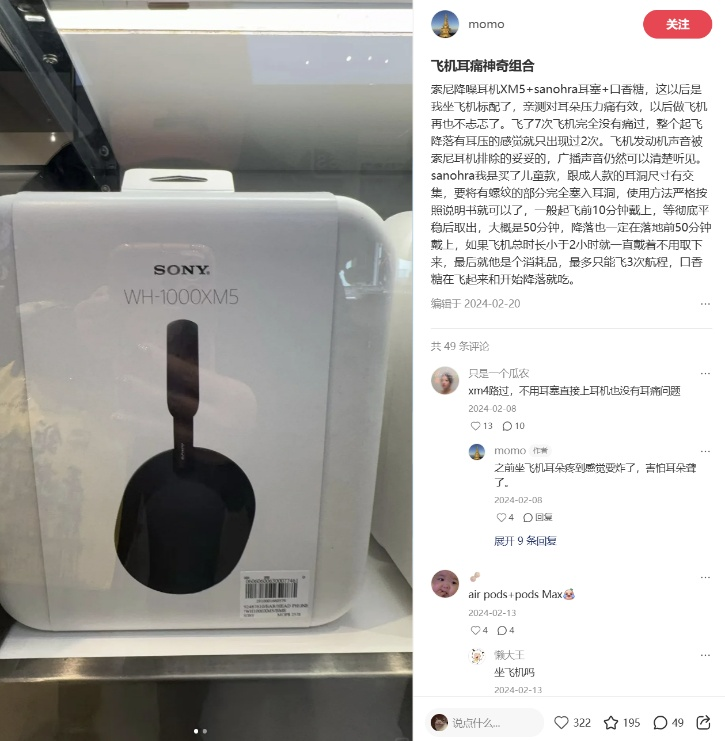 SONY
WH-1000XM5
momo
关注
飞机耳痛神奇组合
索尼降噪耳机XM5+sanohra耳塞+口香糖，这以后是
我坐飞机标配了，亲测对耳朵压力痛有效，以后做飞机
再也不忐忑了。飞了7次飞机完全没有痛过，整个起飞
降落有耳压的感觉就只出现过2次。飞机发动机声音被
索尼耳机排除的妥妥的，广播声音仍然可以清楚听见。
sanohra我是买了儿童款，跟成人款的耳洞尺寸有交
集，要将有螺纹的部分完全塞入耳洞，使用方法严格按
照说明书就可以了，一般起飞前10分钟戴上，等彻底平
稳后取出，大概是50分钟，降落也一定在落地前50分钟
戴上，如果飞机总时长小于2小时就一直戴着不用取下
来，最后就他是个消耗品，最多只能飞3次航程，口香
糖在飞起来和开始降落就吃。
编辑于 2024-02-20
共 49 条评论
只是一个瓜农
xm4路过，不用耳塞直接上耳机也没有耳痛问题
2024-02-08
13
10
momo 作者
之前坐飞机耳朵疼到感觉要炸了，害怕耳朵聋
了。
2024-02-08
4
回复
展开 9 条回复
air pods+pods Max
2024-02-13
4
4
懒大王
坐飞机吗
2024-02-13
说点什么...
322
195
49